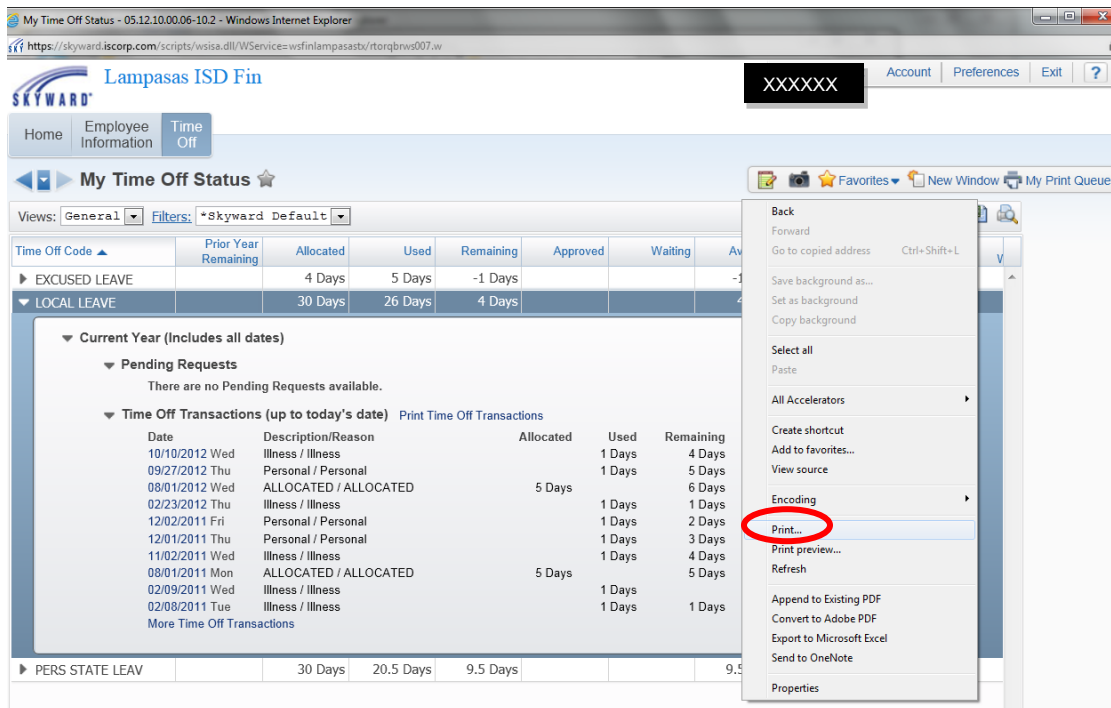 My Time Off Status - 05.12.10.00.06-10.2 - Windows Internet Explorer
https://skyward.iscorp.com/scripts/wsisa.dll/WService=wsfinlampasastx/rtorqbrws007.w
SKYWARD
Lampasas ISD Fin
XXXXXX
Account Preferences Exit ?
Home Employee Information Time Off
My Time Off Status
Favorites New Window My Print Queue
Views: General Filters: *Skyward Default
Time Off Code Prior Year Remaining Allocated Used Remaining Approved Waiting
EXCUSED LEAVE 4 Days 5 Days -1 Days
LOCAL LEAVE 30 Days 26 Days 4 Days
Current Year (Includes all dates)
Pending Requests
There are no Pending Requests available.
Time Off Transactions (up to today's date) Print Time Off Transactions
Date Description/Reason Allocated Used Remaining
10/10/2012 Wed Illness / Illness 1 Days 4 Days
09/27/2012 Thu Personal / Personal 1 Days 5 Days
08/01/2012 Wed ALLOCATED / ALLOCATED 5 Days 6 Days
02/23/2012 Thu Illness / Illness 1 Days 1 Days
12/02/2011 Fri Personal / Personal 1 Days 2 Days
12/01/2011 Thu Personal / Personal 1 Days 3 Days
11/02/2011 Wed Illness / Illness 1 Days 4 Days
08/01/2011 Mon ALLOCATED / ALLOCATED 5 Days 5 Days
02/09/2011 Wed Illness / Illness 1 Days
02/08/2011 Tue Illness / Illness 1 Days 1 Days
More Time Off Transactions
PERS STATE LEAV 30 Days 20.5 Days 9.5 Days 9.5
Back
Forward
Go to copied address Ctrl+Shift+L
Save background as...
Set as background
Copy background
Select all
Paste
All Accelerators
Create shortcut
Add to favorites...
View source
Encoding
Print...
Print preview...
Refresh
Append to Existing PDF
Convert to Adobe PDF
Export to Microsoft Excel
Send to OneNote
Properties